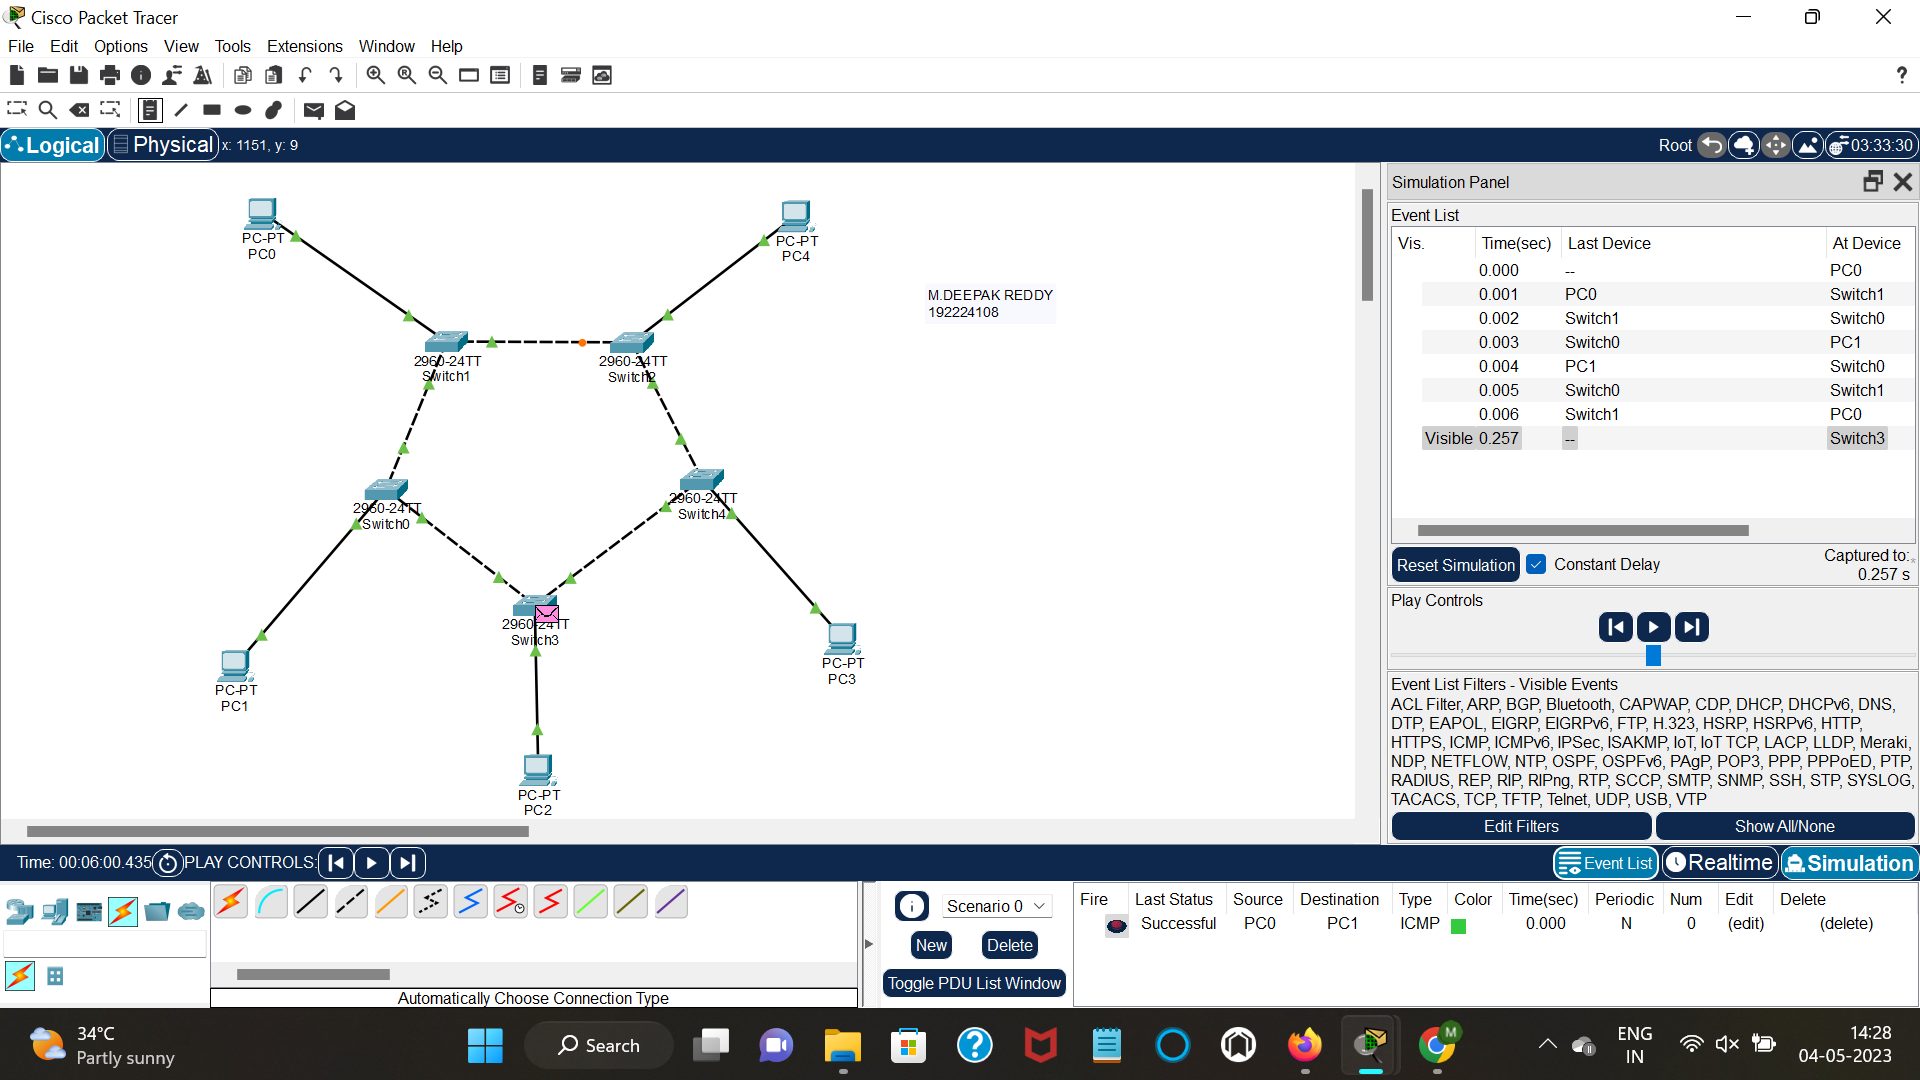 Cisco Packet Tracer
File Edit Options View Tools Extensions Window Help
?
Logical Physical x: 1151, y: 9 Root 03:33:30
PC-PT
PC0
PC-PT
PC4
M.DEEPAK REDDY
192224108
2960-24TT
Switch1
2960-24TT
Switch2
2960-24TT
Switch0
2960-24TT
Switch4
2960-24TT
Switch3
PC-PT
PC1
PC-PT
PC3
PC-PT
PC2
Simulation Panel
Event List
Vis. Time(sec) Last Device At Device
0.000 -- PC0
0.001 PC0 Switch1
0.002 Switch1 Switch0
0.003 Switch0 PC1
0.004 PC1 Switch0
0.005 Switch0 Switch1
0.006 Switch1 PC0
Visible 0.257 -- Switch3
Reset Simulation Constant Delay Captured to:
0.257 s
Play Controls
Event List Filters - Visible Events
ACL Filter, ARP, BGP, Bluetooth, CAPWAP, CDP, DHCP, DHCPv6, DNS,
DTP, EAPOL, EIGRP, EIGRPv6, FTP, H.323, HSRP, HSRPv6, HTTP,
HTTPS, ICMP, ICMPv6, IPSec, ISAKMP, IoT, IoT TCP, LACP, LLDP, Meraki,
NDP, NETFLOW, NTP, OSPF, OSPFv6, PAgP, POP3, PPP, PPPoED, PTP,
RADIUS, REP, RIP, RIPng, RTP, SCCP, SMTP, SNMP, SSH, STP, SYSLOG,
TACACS, TCP, TFTP, Telnet, UDP, USB, VTP
Edit Filters Show All/None
Time: 00:06:00.435 PLAY CONTROLS: Event List Realtime Simulation
Scenario 0
New Delete
Toggle PDU List Window
Fire Last Status Source Destination Type Color Time(sec) Periodic Num Edit Delete
Successful PC0 PC1 ICMP 0.000 N 0 (edit) (delete)
Automatically Choose Connection Type
34°C
Partly sunny
Search
M
ENG
IN
14:28
04-05-2023